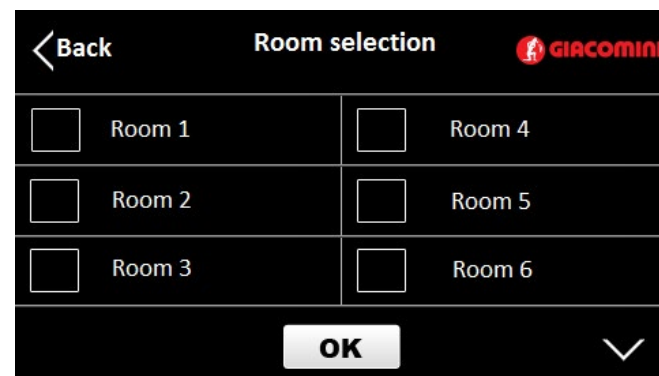 Back
Room selection
GIACOMINI
Room 1
Room 4
Room 2
Room 5
Room 3
Room 6
OK